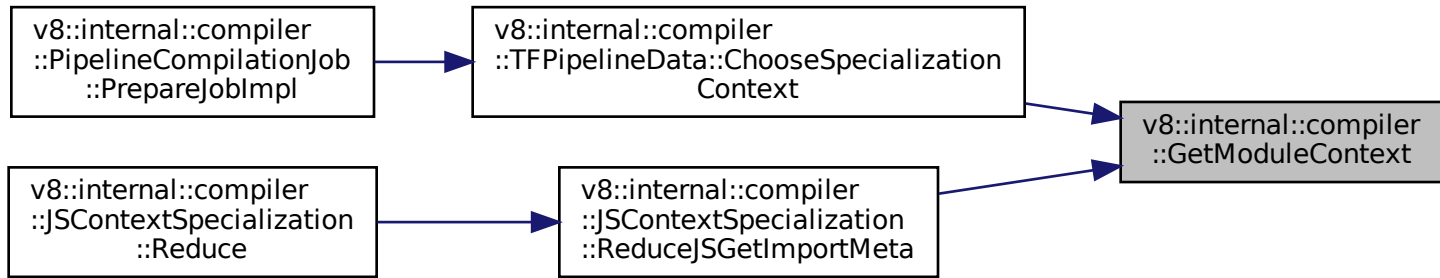 v8::internal::compiler
::PipelineCompilationJob
::PrepareJobImpl
v8::internal::compiler
::TFPipelineData::ChooseSpecialization
Context
v8::internal::compiler
::GetModuleContext
v8::internal::compiler
::JSContextSpecialization
::Reduce
v8::internal::compiler
::JSContextSpecialization
::ReduceJSGetImportMeta